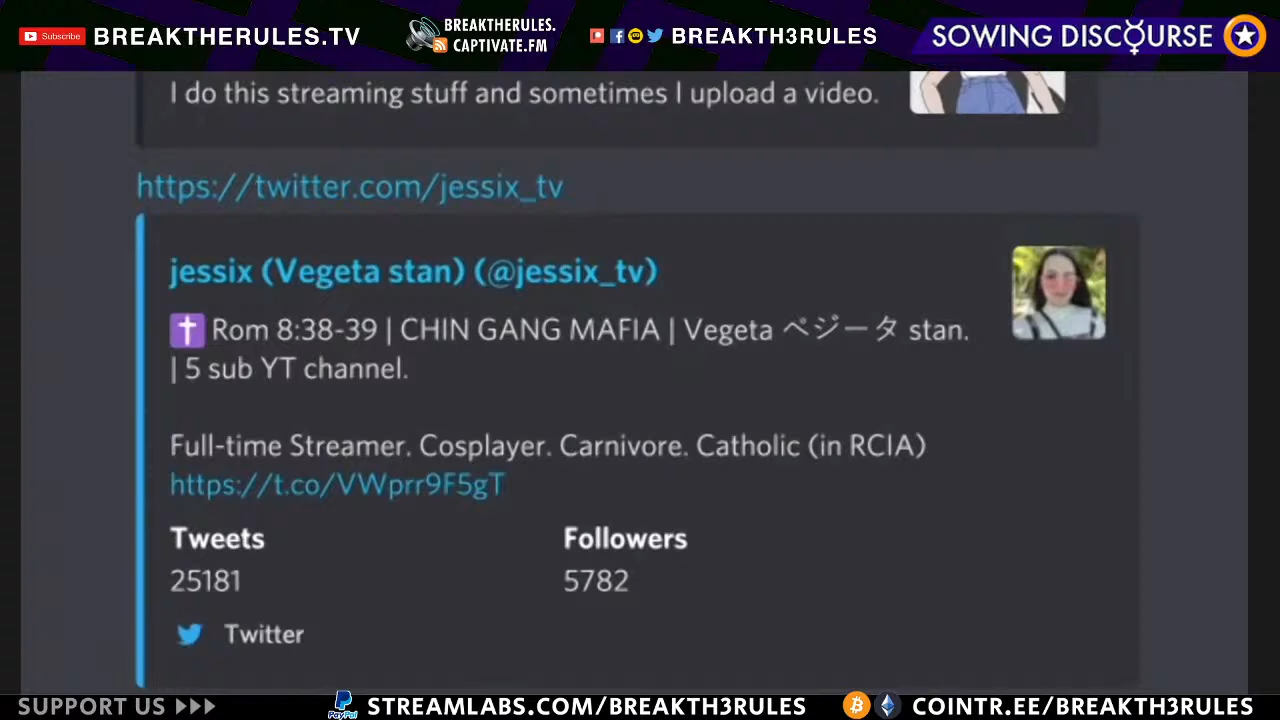 Subscribe BREAKTHERULES.TV BREAKTHERULES. CAPTIVATE.FM BREAKTH3RULES SOWING DISCOURSE
I do this streaming stuff and sometimes I upload a video.
https://twitter.com/jessix_tv
jessix (Vegeta stan) (@jessix_tv)
✝️ Rom 8:38-39 | CHIN GANG MAFIA | Vegeta ベジータ stan.
| 5 sub YT channel.
Full-time Streamer. Cosplayer. Carnivore. Catholic (in RCIA)
https://t.co/VWprr9F5gT
Tweets Followers
25181 5782
Twitter
SUPPORT US PayPal STREAMLABS.COM/BREAKTH3RULES COINTR.EE/BREAKTH3RULES